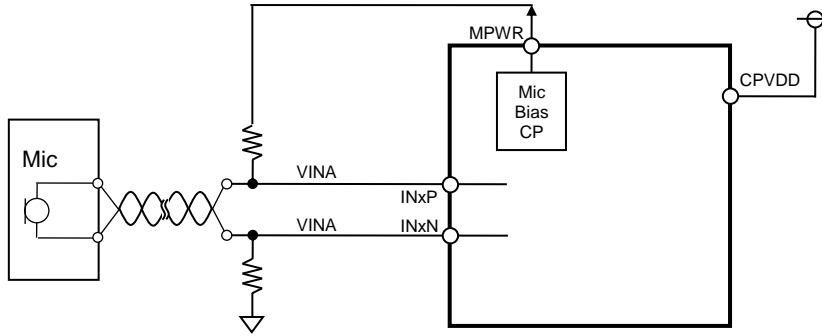 MPWR
CPVDD
Mic
Bias
CP
Mic
VINA
INxP
VINA
INxN